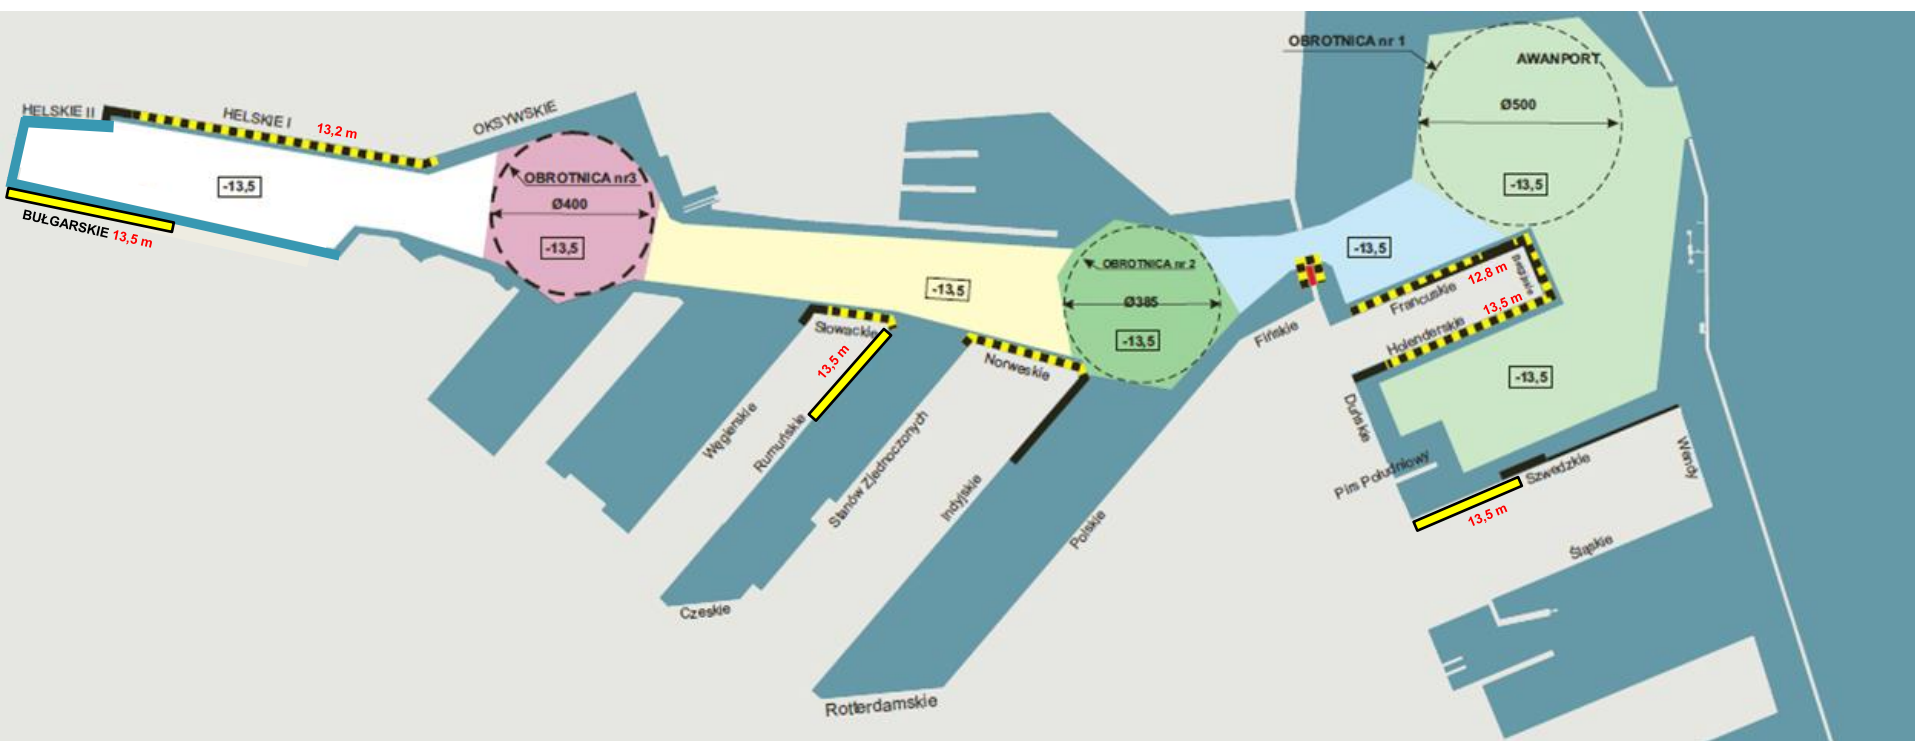 OBROTNICA nr 1
AWANPORT
Ø500
-13,5
HELSKIE II
HELSKIE I
13,2 m
OKSYWSKIE
-13,5
BUŁGARSKIE 13,5 m
OBROTNICA nr3
Ø400
-13,5
-13,5
OBROTNICA nr 2
Ø385
-13,5
-13,5
Francuskie
12,8 m
Belgijskie
13,5 m
Holenderskie
-13,5
Słowackie
13,5 m
Norweskie
Fińskie
Węgierskie
Rumuńskie
Stanów Zjednoczonych
Indyjskie
Polskie
Duńskie
Pirs Południowy
Szwedzkie
13,5 m
Wendy
Śląskie
Czeskie
Rotterdamskie